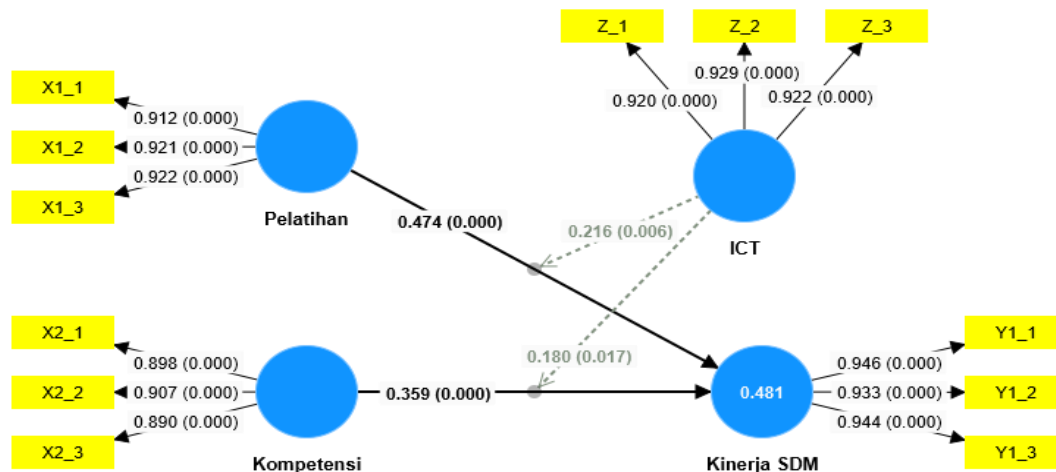 Z_1
Z_2
Z_3
0.920 (0.000)
0.929 (0.000)
0.922 (0.000)
ICT
X1_1
X1_2
X1_3
0.912 (0.000)
0.921 (0.000)
0.922 (0.000)
Pelatihan
0.474 (0.000)
0.216 (0.006)
0.180 (0.017)
X2_1
X2_2
X2_3
0.898 (0.000)
0.907 (0.000)
0.890 (0.000)
Kompetensi
0.359 (0.000)
0.481
Kinerja SDM
0.946 (0.000)
0.933 (0.000)
0.944 (0.000)
Y1_1
Y1_2
Y1_3